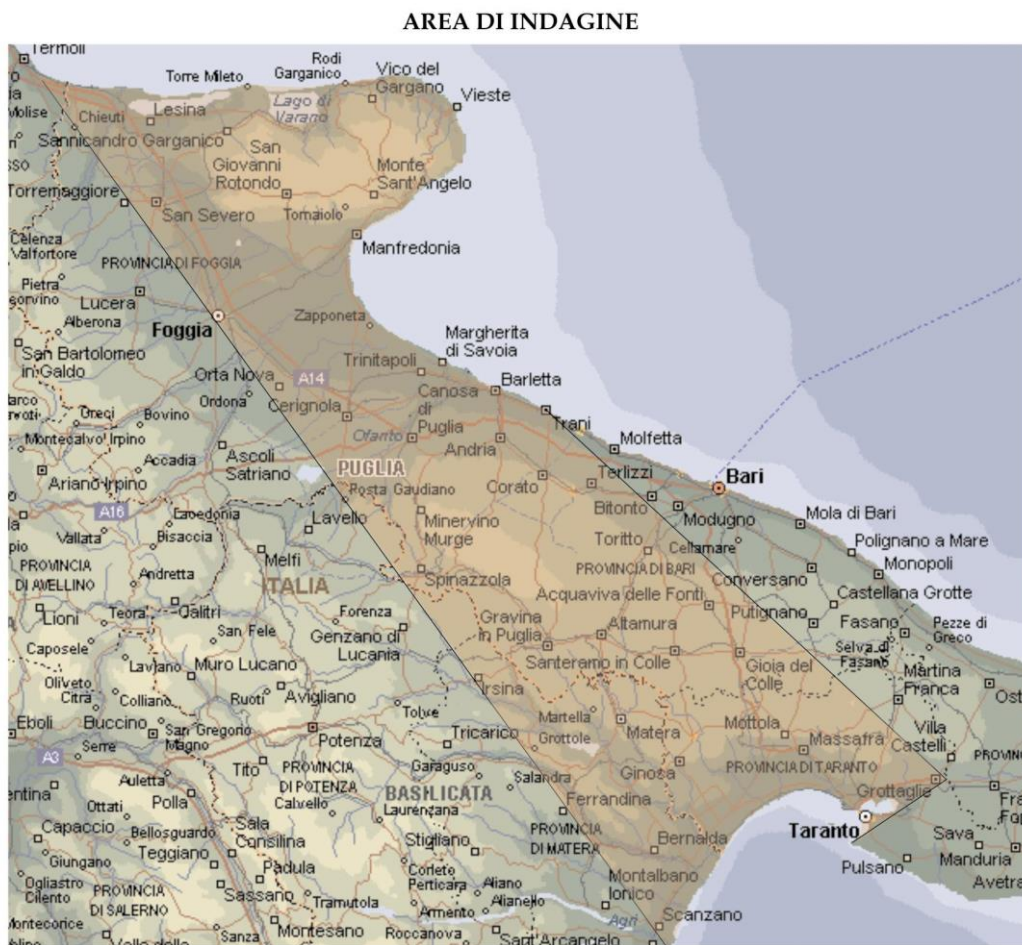 AREA DI INDAGINE
Termoli
Torre Mileto
Rodi
Garganico
Vico del
Gargano
Lesina
Lago di
Varano
Vieste
Molise
Chieuti
Sannicandro Garganico
San
Giovanni
Rotondo
Monte
Sant'Angelo
Torremaggiore
San Severo
Tomaiolo
Manfredonia
Celenza
Valfortore
PROVINCIA DI FOGGIA
Pietra
Lucera
Alberona
Foggia
Zapponeta
Margherita
di Savoia
San Bartolomeo
in Galdo
Trinitapoli
Orta Nova
A14
Barletta
Canosa
di
Puglia
Ordona
Cerignola
Trani
Greci
Bovino
Ofanto
Andria
Molfetta
Montecalvo Irpino
Accadia
Ascoli
Satriano
PUGLIA
Corato
Terlizzi
Bari
Ariano Irpino
Posta Gaudiano
Bitonto
Modugno
Mola di Bari
A16
Lacedonia
Lavello
Minervino
Murge
Vallata
Bisaccia
Toritto
Cellamare
Polignano a Mare
Melfi
PROVINCIA
DI AVELLINO
Andretta
ITALIA
Spinazzola
PROVINCIA DI BARI
Conversano
Monopoli
Acquaviva delle Fonti
Putignano
Castellana Grotte
Lioni
Teora
Calitri
Forenza
Gravina
in Puglia
Altamura
Fasano
Pezze di
Greco
Caposele
San Fele
Genzano di
Lucania
Selva di
Fasano
Laviano
Muro Lucano
Santeramo in Colle
Gioia del
Colle
Martina
Franca
Oliveto
Citra
Colliano
Ruoti
Avigliano
Irsina
Ost
Eboli
Buccino
San Gregorio
Magno
Tolve
Martella
Grottole
Matera
Mottola
Villa
Castelli
A3
Serre
Potenza
Tricarico
Massafra
Auletta
Tito
PROVINCIA
DI POTENZA
Garaguso
Salandra
Ginosa
PROVINCIA DI TARANTO
Ottati
Polla
Calvello
BASILICATA
Grottaglie
Laurenzana
Ferrandina
Capaccio
Bellosguardo
Sala
Consilina
PROVINCIA
DI MATERA
Bernalda
Taranto
Sava
Teggiano
Stigliano
Manduria
Giungano
Padula
Corleto
Perticara
Pulsano
Avetra
Ogliastro
Cilento
PROVINCIA
DI SALERNO
Sassano
Tramutola
Aliano
Alianello
Montalbano
Ionico
Montecorice
Armento
Agri
Scanzano
Sanza
Montesano
Roccanova
Sant'Arcangelo